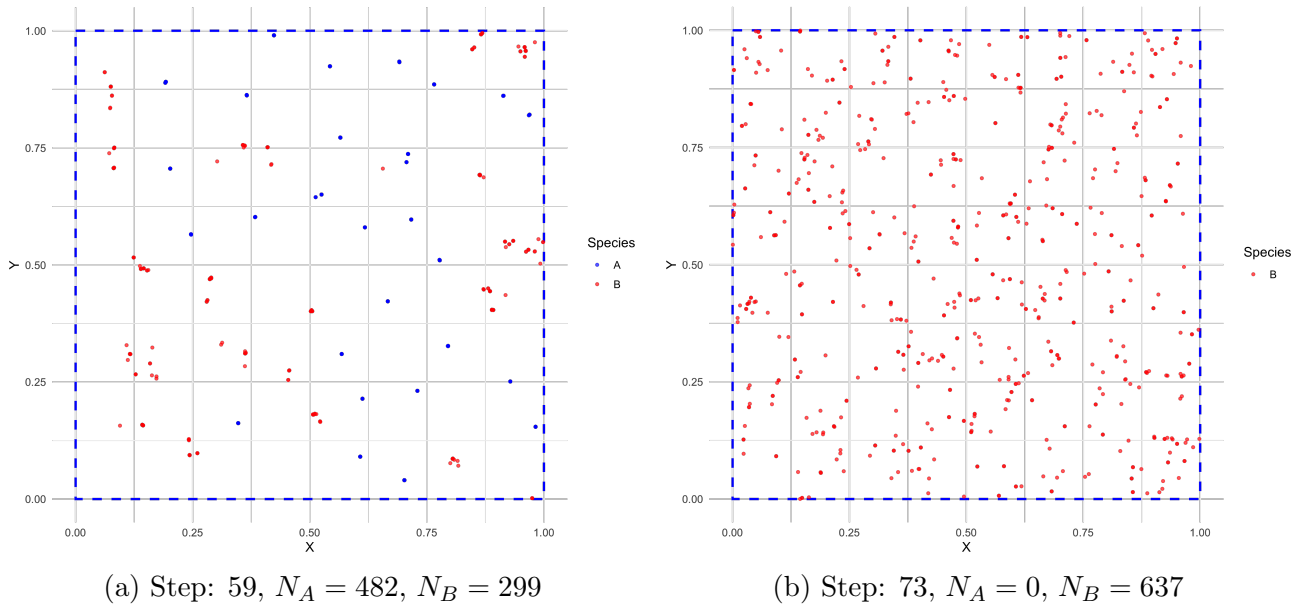 1.00
0.75
0.50
0.25
0.00
Y
0.00 0.25 0.50 0.75 1.00
X
Species
A
B
(a) Step: 59, N_A = 482, N_B = 299
1.00
0.75
0.50
0.25
0.00
Y
0.00 0.25 0.50 0.75 1.00
X
Species
B
(b) Step: 73, N_A = 0, N_B = 637